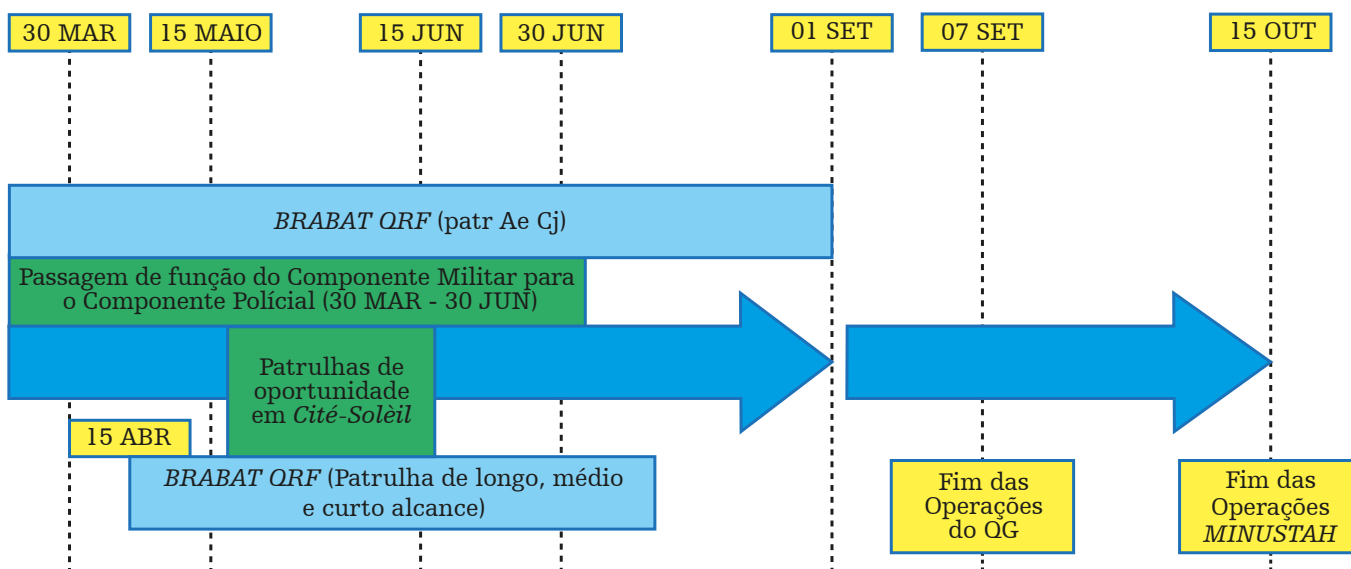 30 MAR
15 MAIO
15 JUN
30 JUN
01 SET
07 SET
15 OUT
BRABAT QRF (patr Ae Cj)
Passagem de função do Componente Militar para
o Componente Polícial (30 MAR - 30 JUN)
Patrulhas de
oportunidade
em Cité-Solèil
15 ABR
BRABAT QRF (Patrulha de longo, médio
e curto alcance)
Fim das
Operações
do QG
Fim das
Operações
MINUSTAH